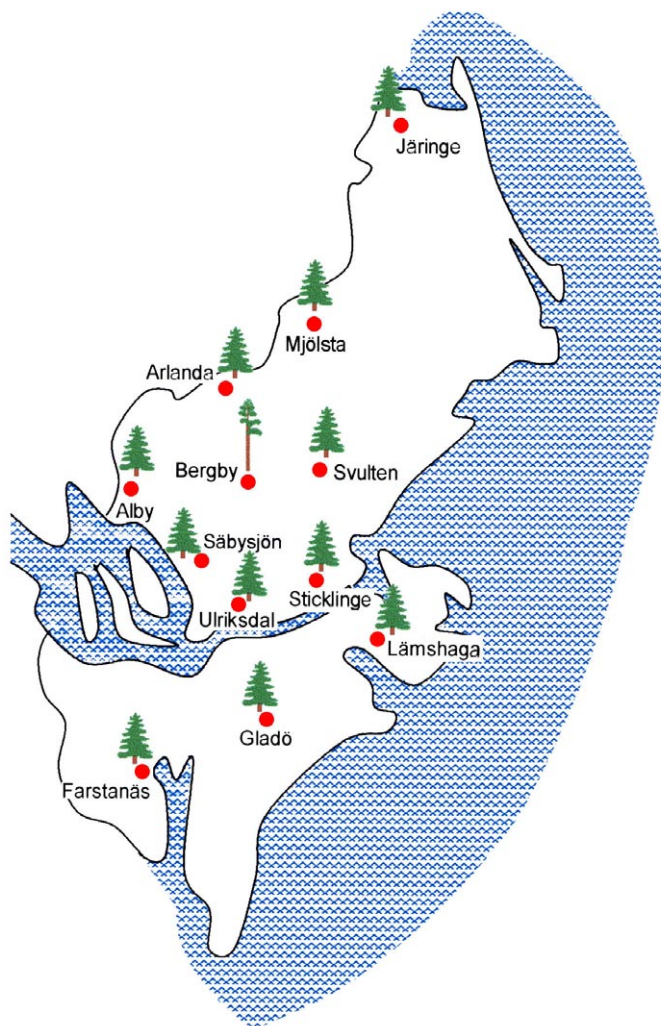 Järinge
Mjölsta
Arlanda
Bergby
Svulten
Alby
Säbysjön
Sticklinge
Ulriksdal
Lämshaga
Gladö
Farstanäs